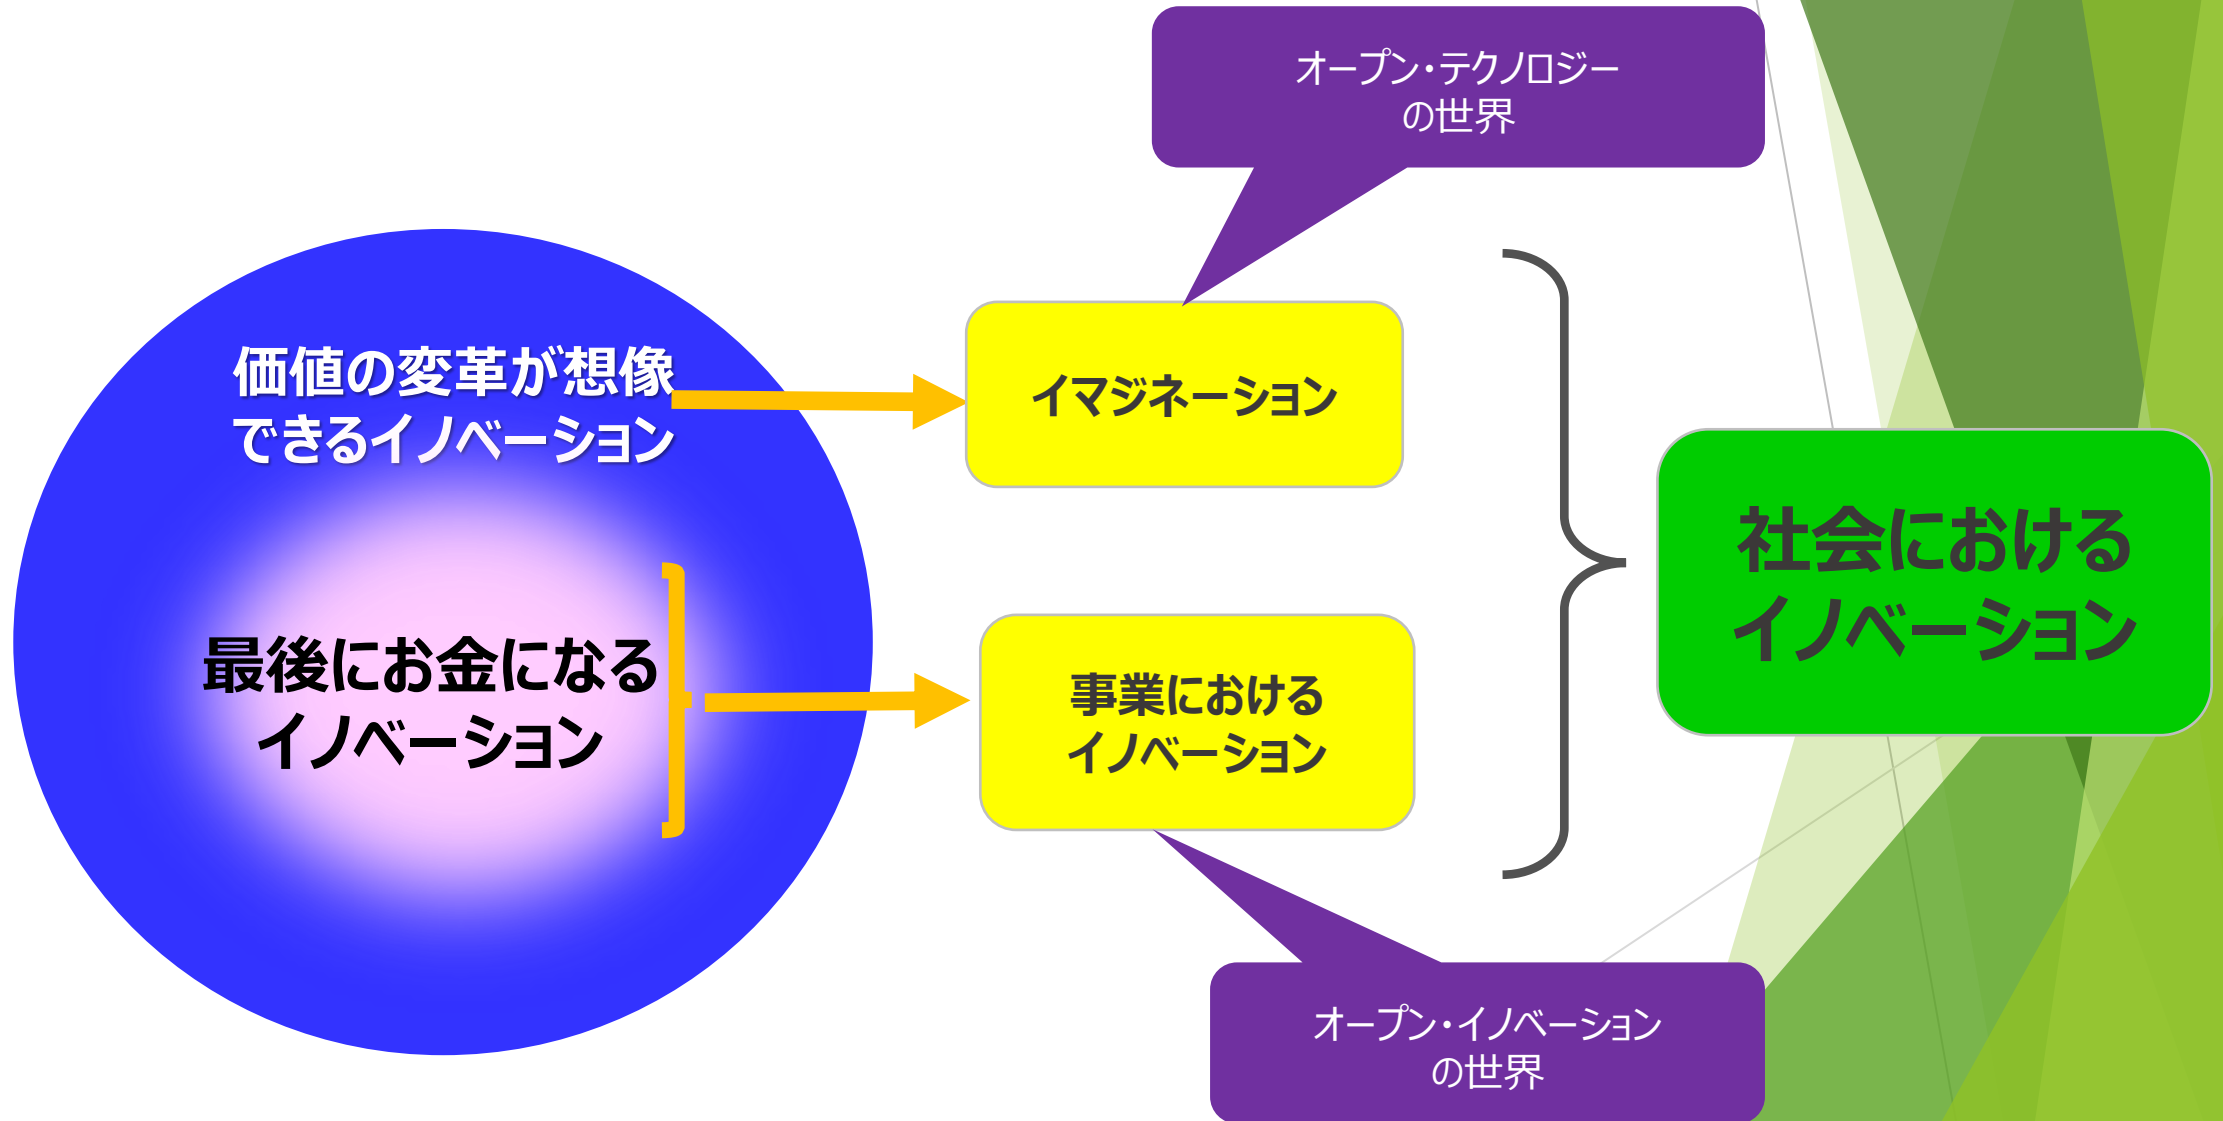 オープン・テクノロジー
の世界
価値の変革が想像
できるイノベーション
イマジネーション
社会における
イノベーション
最後にお金になる
イノベーション
事業における
イノベーション
オープン・イノベーション
の世界